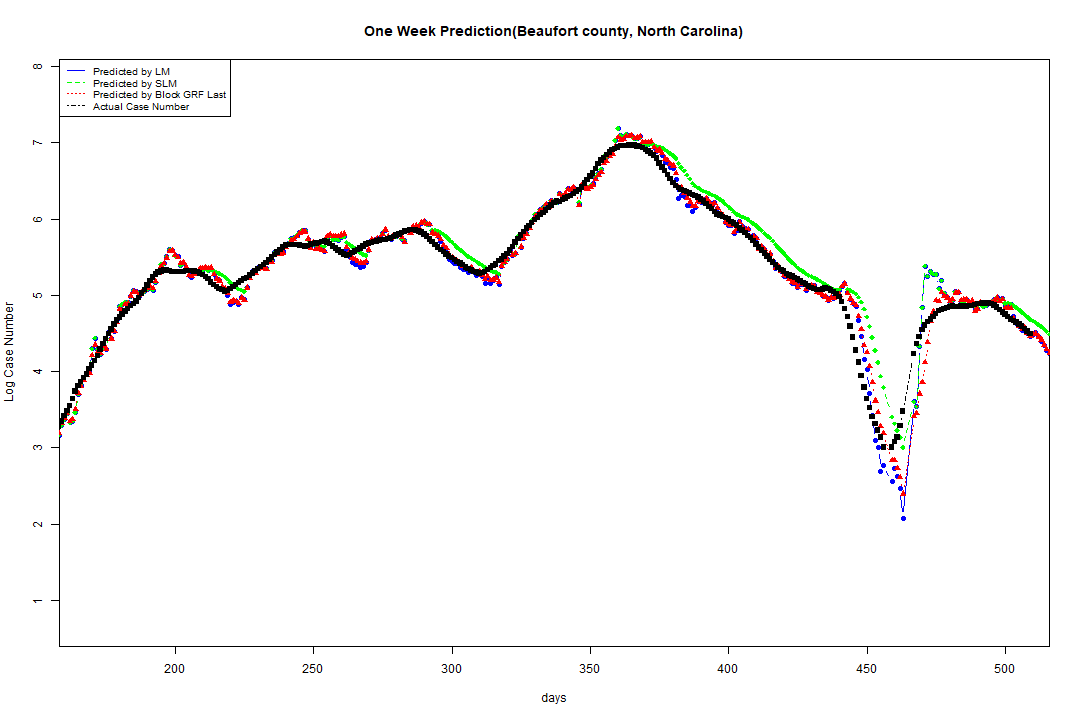 One Week Prediction(Beaufort county, North Carolina)
Predicted by LM
Predicted by SLM
Predicted by Block GRF Last
Actual Case Number
8
7
6
5
4
3
2
1
Log Case Number
200 250 300 350 400 450 500
days